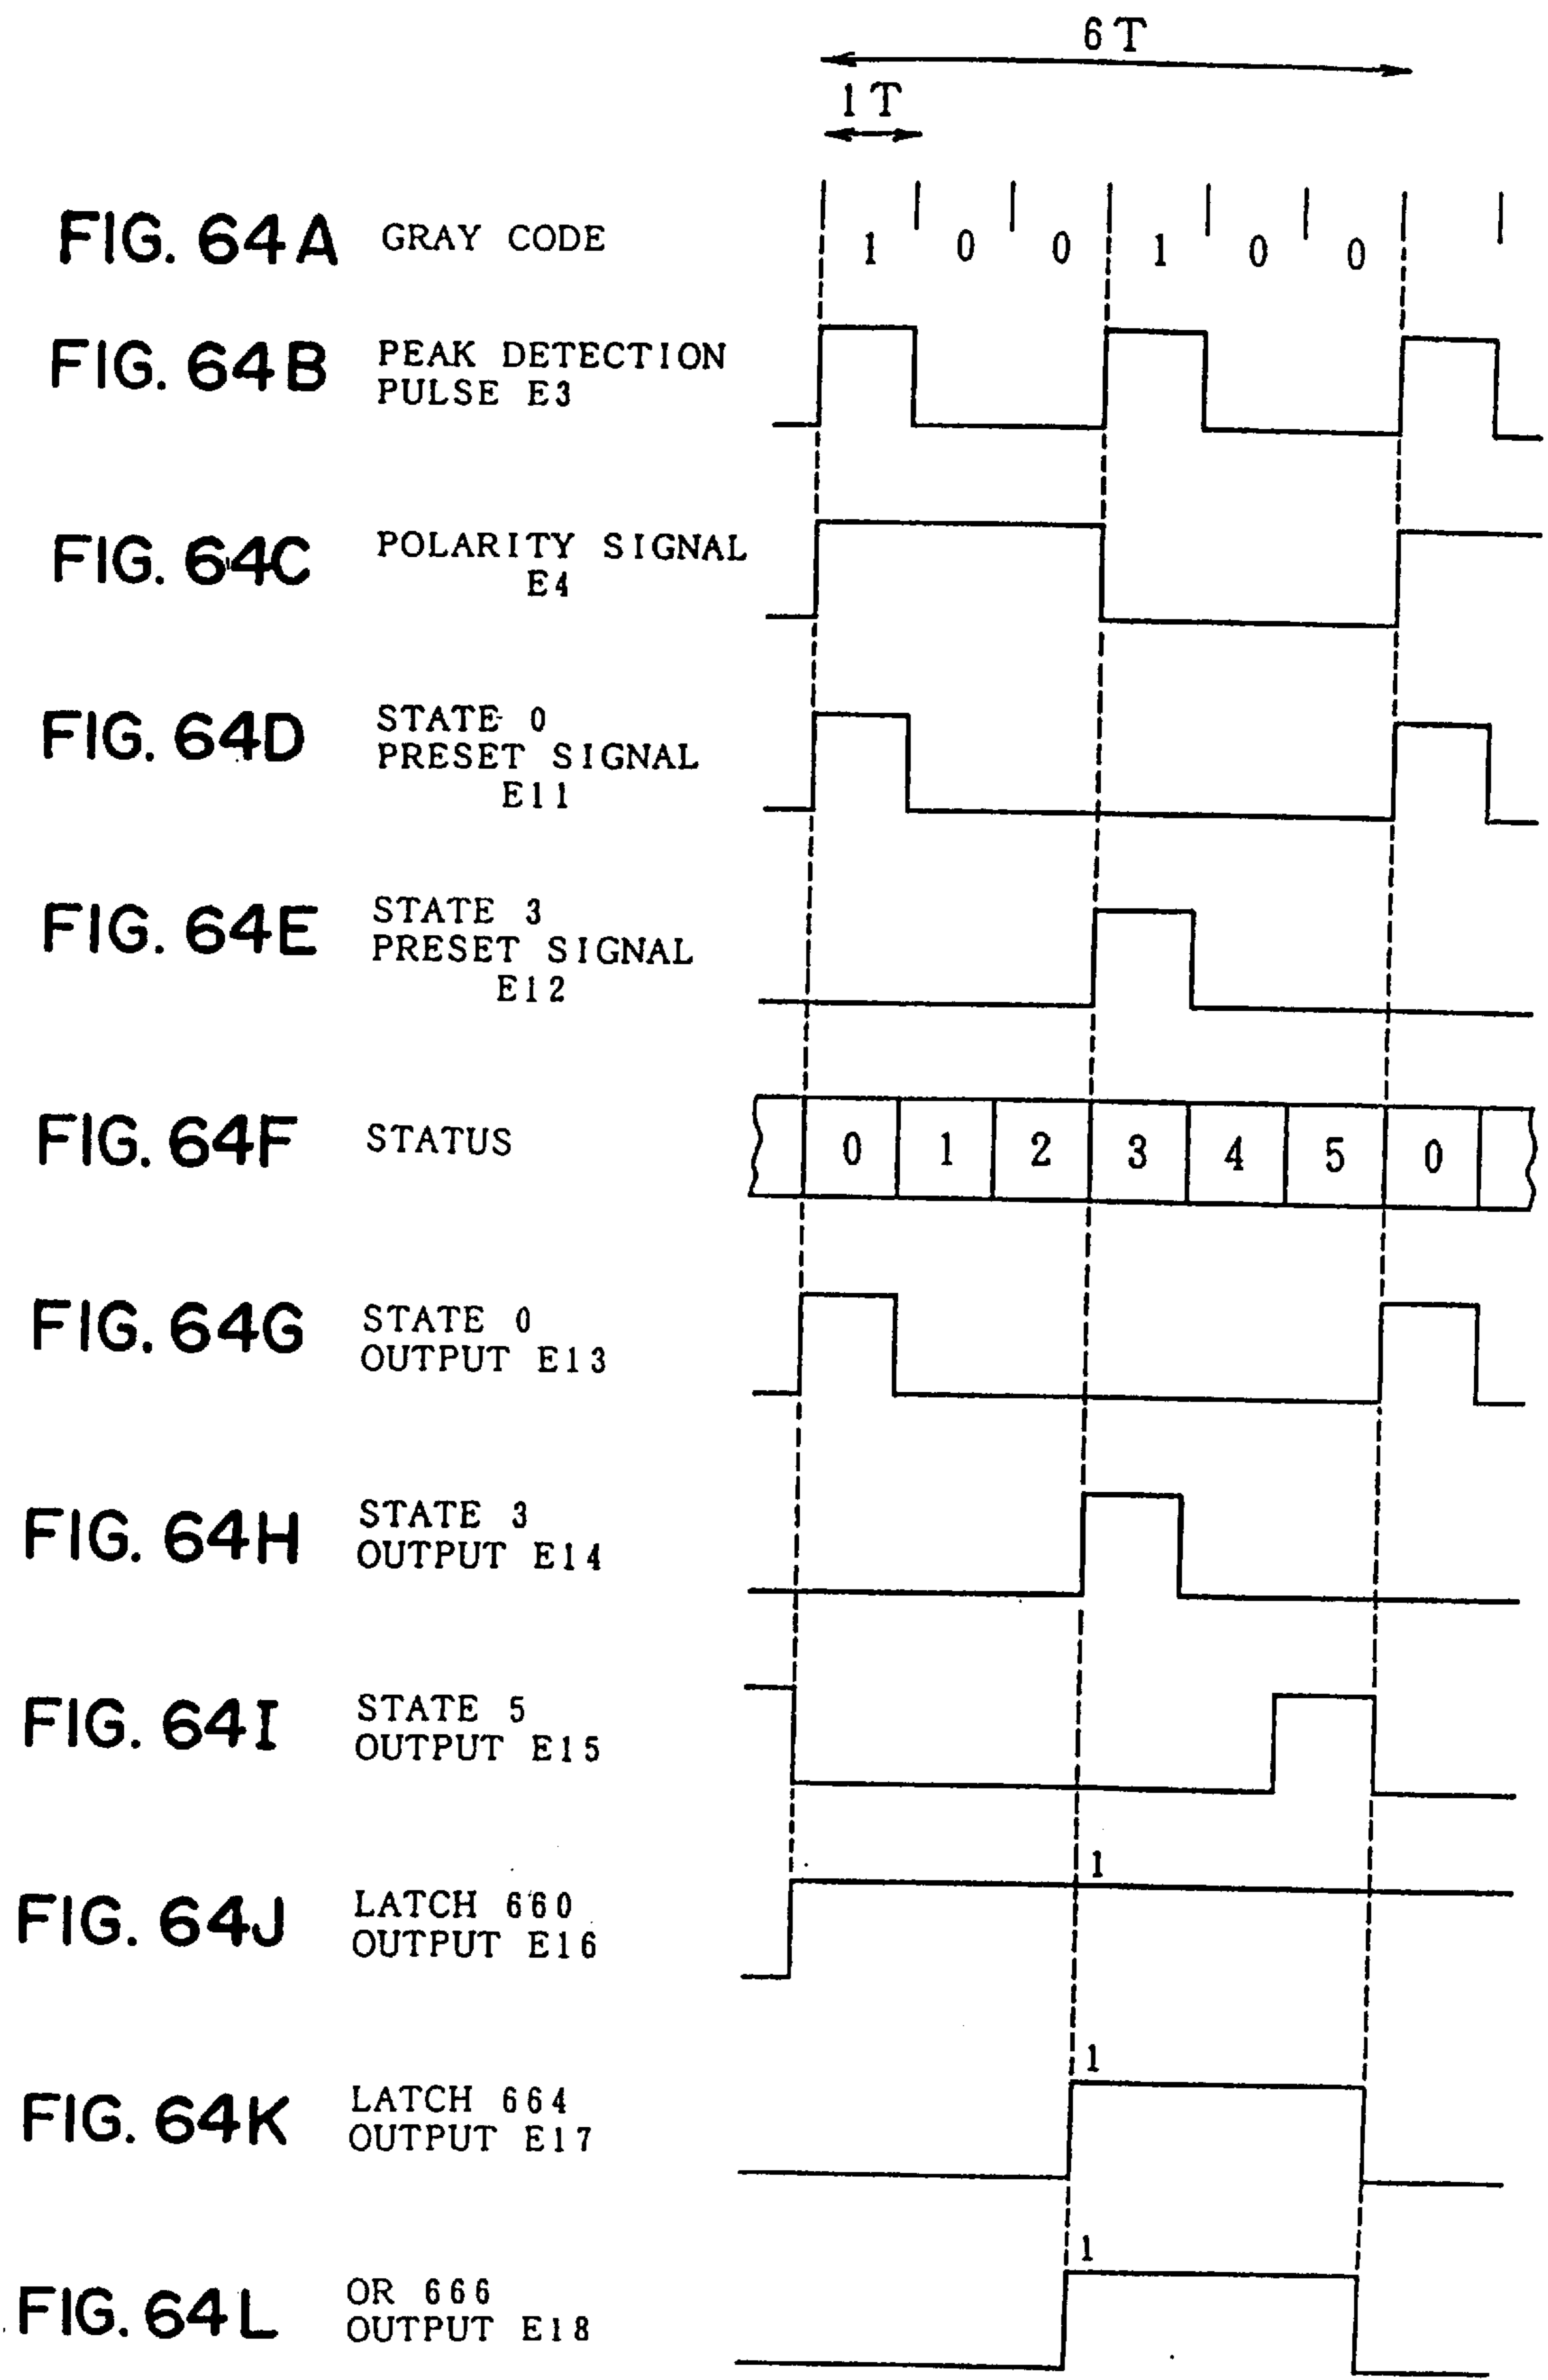 6T
1T
FIG. 64A GRAY CODE 1 0 0 1 0 0
FIG. 64B PEAK DETECTION
PULSE E3
FIG. 64C POLARITY SIGNAL
E4
FIG. 64D STATE 0
PRESET SIGNAL
E11
FIG. 64E STATE 3
PRESET SIGNAL
E12
FIG. 64F STATUS 0 1 2 3 4 5 0
FIG. 64G STATE 0
OUTPUT E13
FIG. 64H STATE 3
OUTPUT E14
FIG. 64I STATE 5
OUTPUT E15
1
FIG. 64J LATCH 660
OUTPUT E16
1
FIG. 64K LATCH 664
OUTPUT E17
1
FIG. 64L OR 666
OUTPUT E18